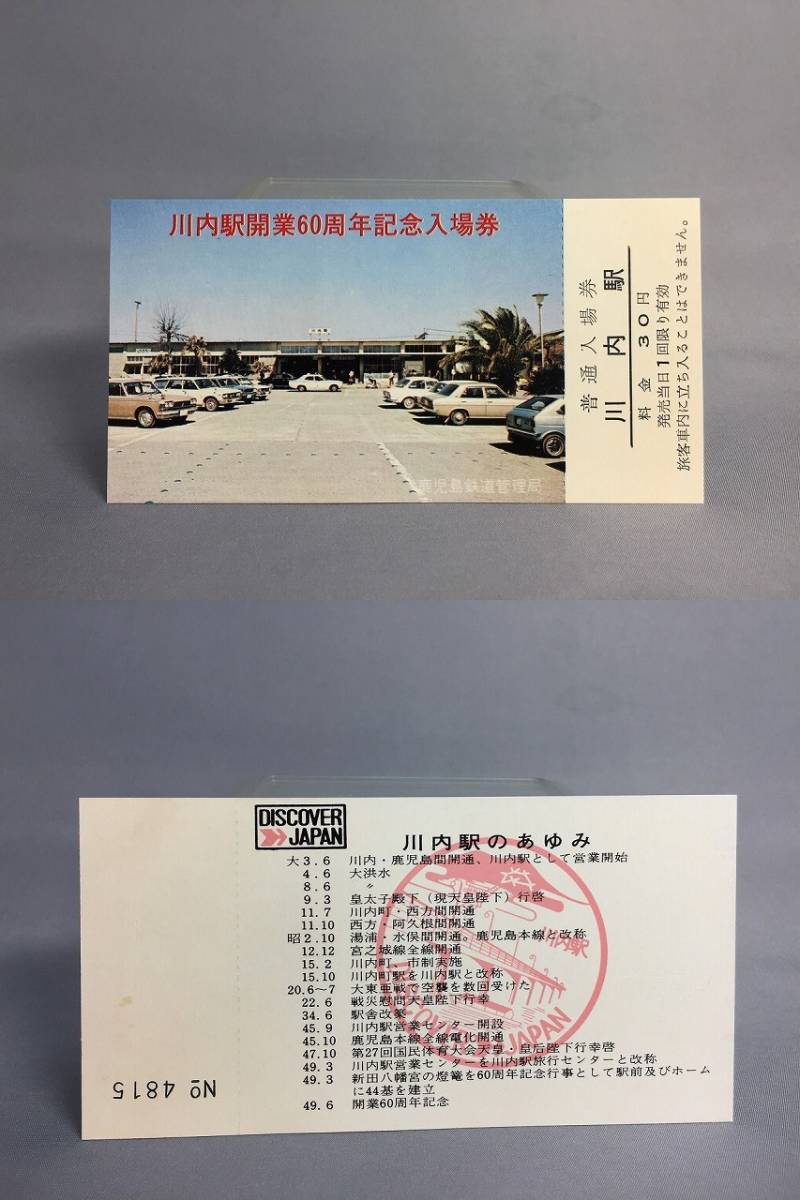 川内駅開業60周年記念入場券
鹿児島鉄道管理局
普通入場券
川内駅
料金 30円
発売当日1回限り有効
旅客車内に立ち入ることはできません。
DISCOVER
JAPAN
川内駅のあゆみ
大3.6 川内・鹿児島間開通、川内駅として営業開始
4.6 大洪水
8.6 〃
9.3 皇太子殿下(現天皇陛下)行啓
11.7 川内町・西方間開通
11.10 西方・阿久根間開通
昭2.10 湯浦・水俣間開通。鹿児島本線と改称
12.12 宮之城線全線開通
15.2 川内町、市制実施
15.10 川内町駅を川内駅と改称
20.6~7 大東亜戦で空襲を数回受けた
22.6 戦災慰問天皇陛下行幸
34.6 駅舎改築
45.9 川内駅営業センター開設
45.10 鹿児島本線全線電化開通
47.10 第27回国民体育大会天皇・皇后陛下行幸啓
49.3 川内駅営業センターを川内駅旅行センターと改称
49.3 新田八幡宮の燈篭を60周年記念行事として駅前及びホーム
に44基を建立
49.6 開業60周年記念
川内駅
DISCOVER JAPAN
No 4815